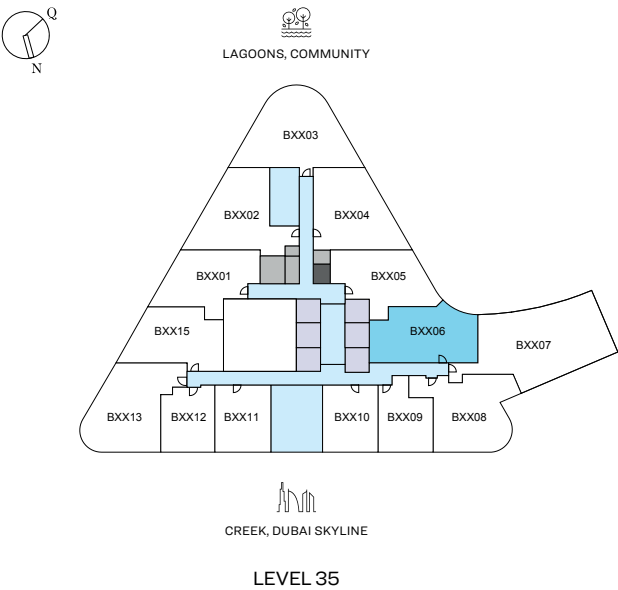 Q
N
LAGOONS, COMMUNITY
BXX03
BXX02
BXX04
BXX01
BXX05
BXX15
BXX06
BXX07
BXX13
BXX12
BXX11
BXX10
BXX09
BXX08
CREEK, DUBAI SKYLINE
LEVEL 35